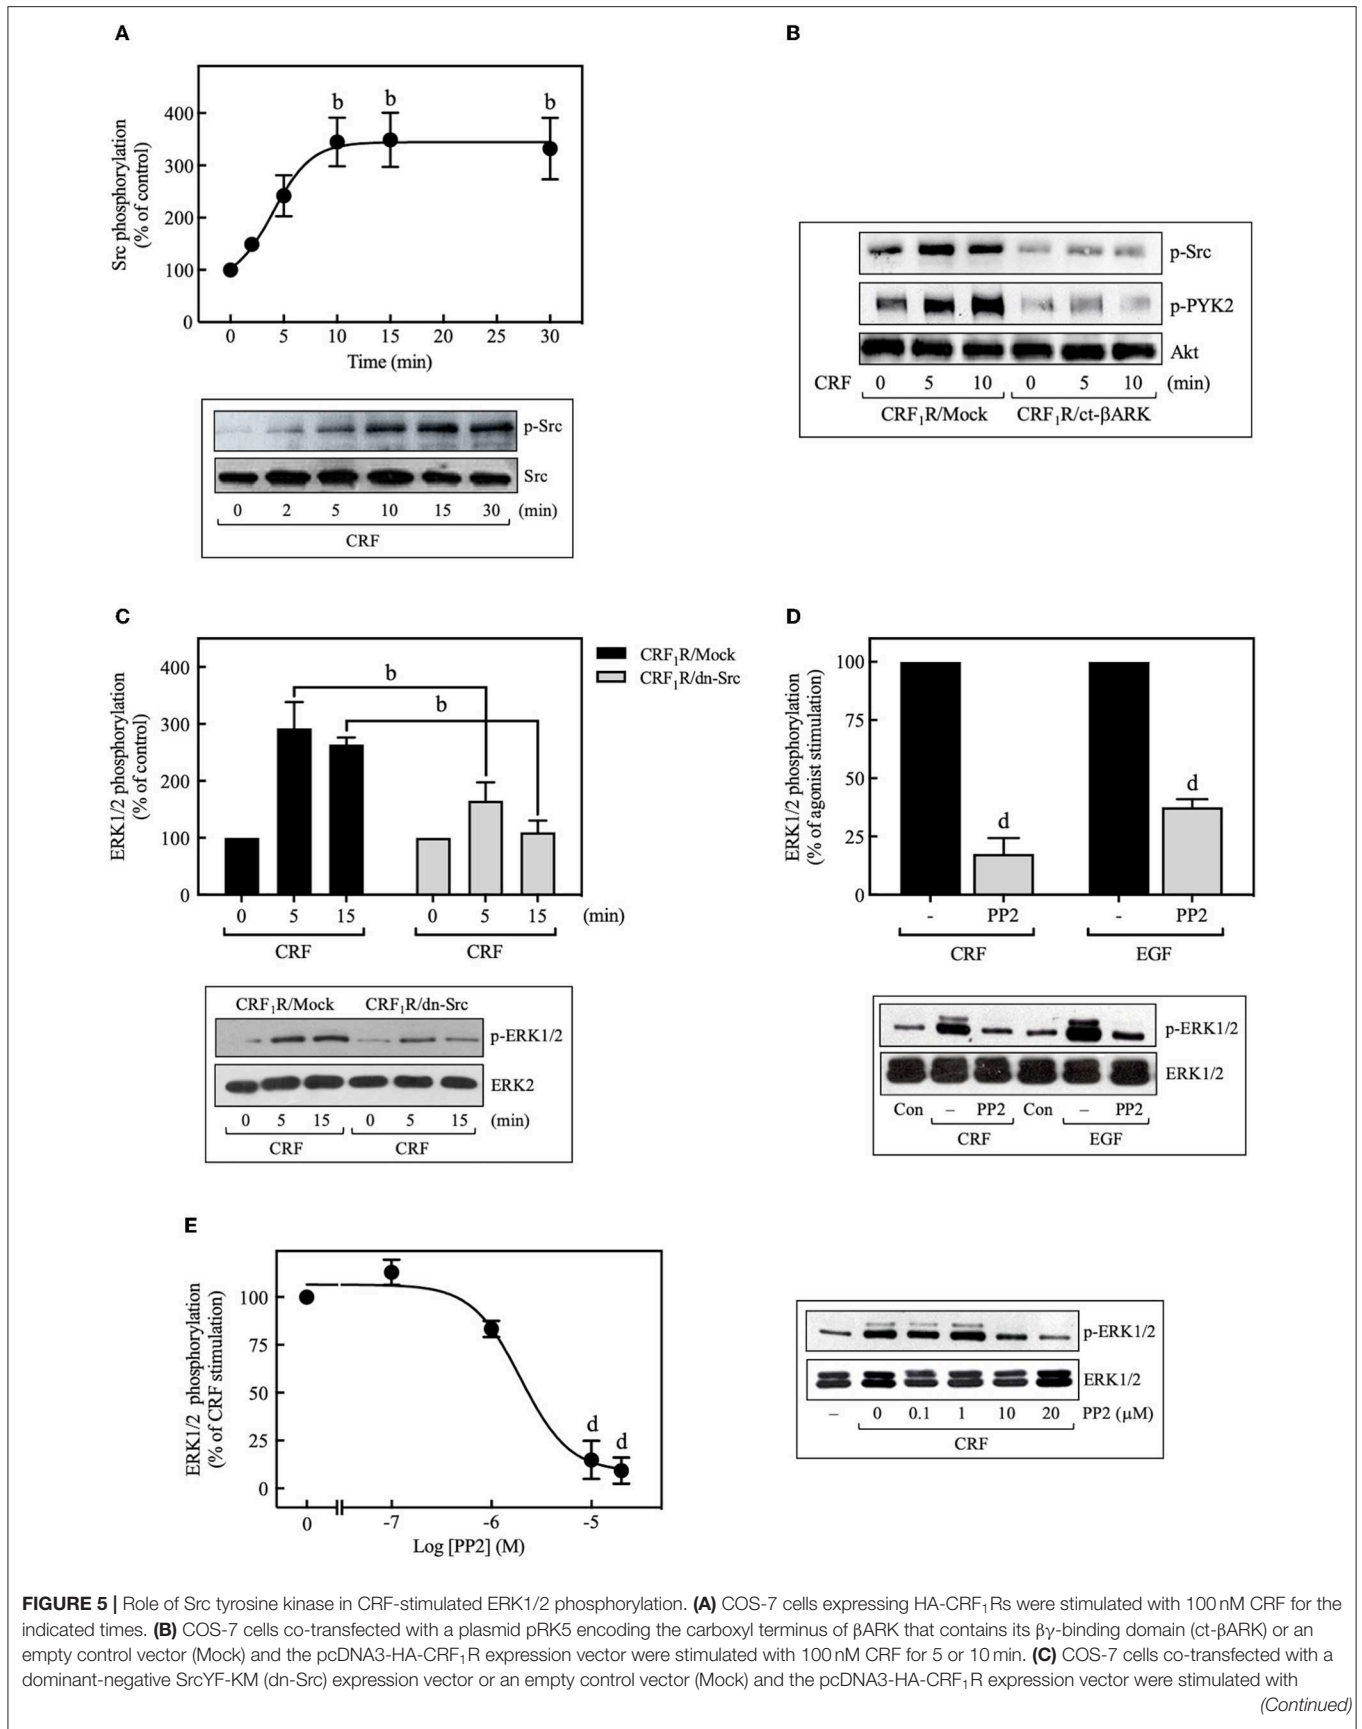 A
Src phosphorylation
(% of control)
400
300
200
100
0
b b b
0 5 10 15 20 25 30
Time (min)
p-Src
Src
0 2 5 10 15 30 (min)
CRF
B
p-Src
p-PYK2
Akt
CRF 0 5 10 0 5 10 (min)
CRF₁R/Mock CRF₁R/ct-βARK
C
ERK1/2 phosphorylation
(% of control)
400
300
200
100
0
b
b
CRF₁R/Mock
CRF₁R/dn-Src
0 5 15 0 5 15 (min)
CRF CRF
CRF₁R/Mock CRF₁R/dn-Src
p-ERK1/2
ERK2
0 5 15 0 5 15 (min)
CRF CRF
D
ERK1/2 phosphorylation
(% of agonist stimulation)
100
75
50
25
0
d d
- PP2 - PP2
CRF EGF
p-ERK1/2
ERK1/2
Con – PP2 Con – PP2
CRF EGF
E
ERK1/2 phosphorylation
(% of CRF stimulation)
100
75
50
25
0
d d
0 -7 -6 -5
Log [PP2] (M)
p-ERK1/2
ERK1/2
– 0 0.1 1 10 20 PP2 (μM)
CRF
FIGURE 5 | Role of Src tyrosine kinase in CRF-stimulated ERK1/2 phosphorylation. (A) COS-7 cells expressing HA-CRF₁Rs were stimulated with 100 nM CRF for the
indicated times. (B) COS-7 cells co-transfected with a plasmid pRK5 encoding the carboxyl terminus of βARK that contains its βγ-binding domain (ct-βARK) or an
empty control vector (Mock) and the pcDNA3-HA-CRF₁R expression vector were stimulated with 100 nM CRF for 5 or 10 min. (C) COS-7 cells co-transfected with a
dominant-negative SrcYF-KM (dn-Src) expression vector or an empty control vector (Mock) and the pcDNA3-HA-CRF₁R expression vector were stimulated with
(Continued)